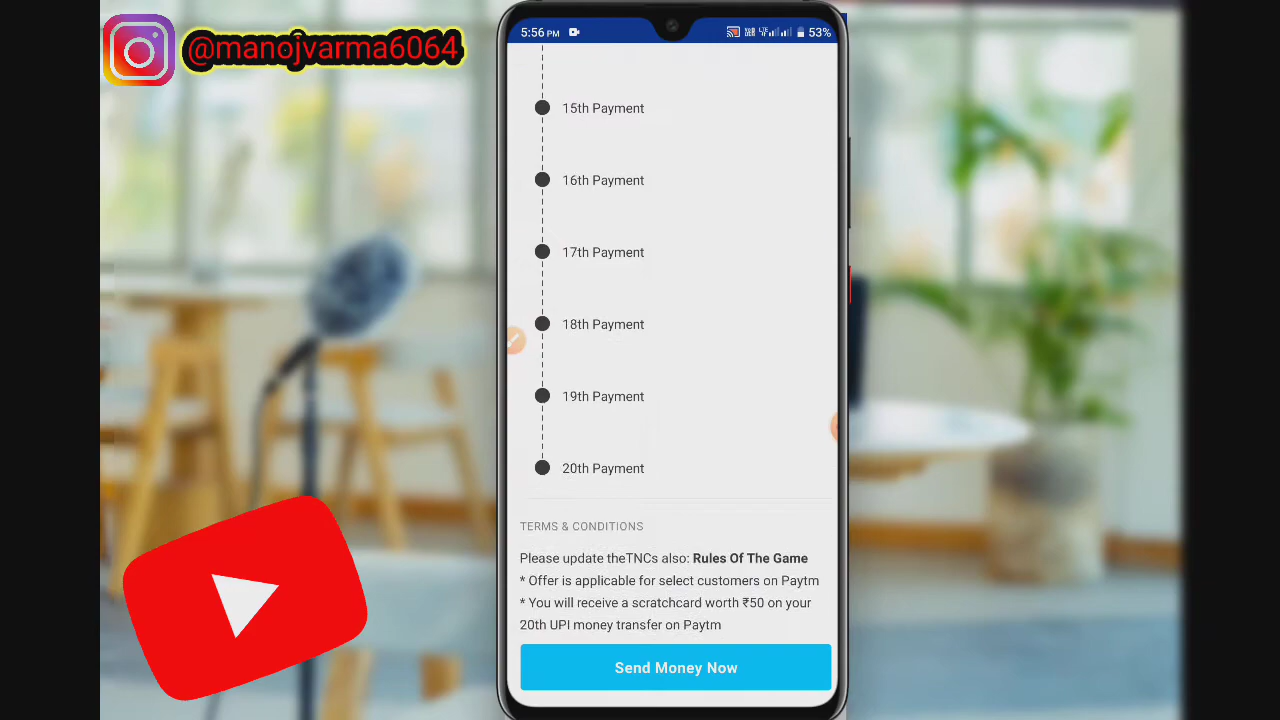 @manojvarma6064
5:56 PM
53%
15th Payment
16th Payment
17th Payment
18th Payment
19th Payment
20th Payment
TERMS & CONDITIONS
Please update theTNCs also: Rules Of The Game
* Offer is applicable for select customers on Paytm
* You will receive a scratchcard worth ₹50 on your
20th UPI money transfer on Paytm
Send Money Now